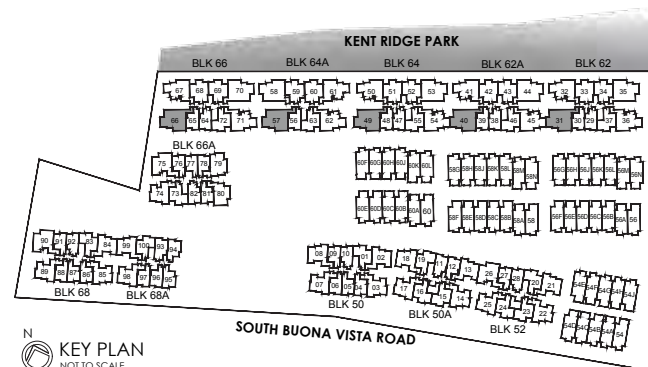 KENT RIDGE PARK
BLK 66 BLK 64A BLK 64 BLK 62A BLK 62
67 68 69 70 58 59 60 61 50 51 52 53 41 42 43 44 32 33 34 35
66 65 64 72 71 57 56 63 62 49 48 47 55 54 40 39 38 46 45 31 30 29 37 36
BLK 66A
75 76 77 78 79 60F 60G 60H 60J 60K 60L 58G 58H 58J 58K 58L 58M 58N 56G 56H 56J 56K 56L 56M 56N
74 73 82 81 80 60E 60D 60C 60B 60A 60 58F 58E 58D 58C 58B 58A 58 56F 56E 56D 56C 56B 56A 56
90 91 92 83 84 99 100 93 94 08 09 10 01 02 18 19 11 12 13 26 27 28 20 21 54E 54F 54G 54H 54J
89 88 87 86 85 98 97 96 95 07 06 05 04 03 17 16 15 14 25 24 23 22 54D 54C 54B 54A 54
BLK 68 BLK 68A BLK 50 BLK 50A BLK 52
SOUTH BUONA VISTA ROAD
N
KEY PLAN
NOT TO SCALE